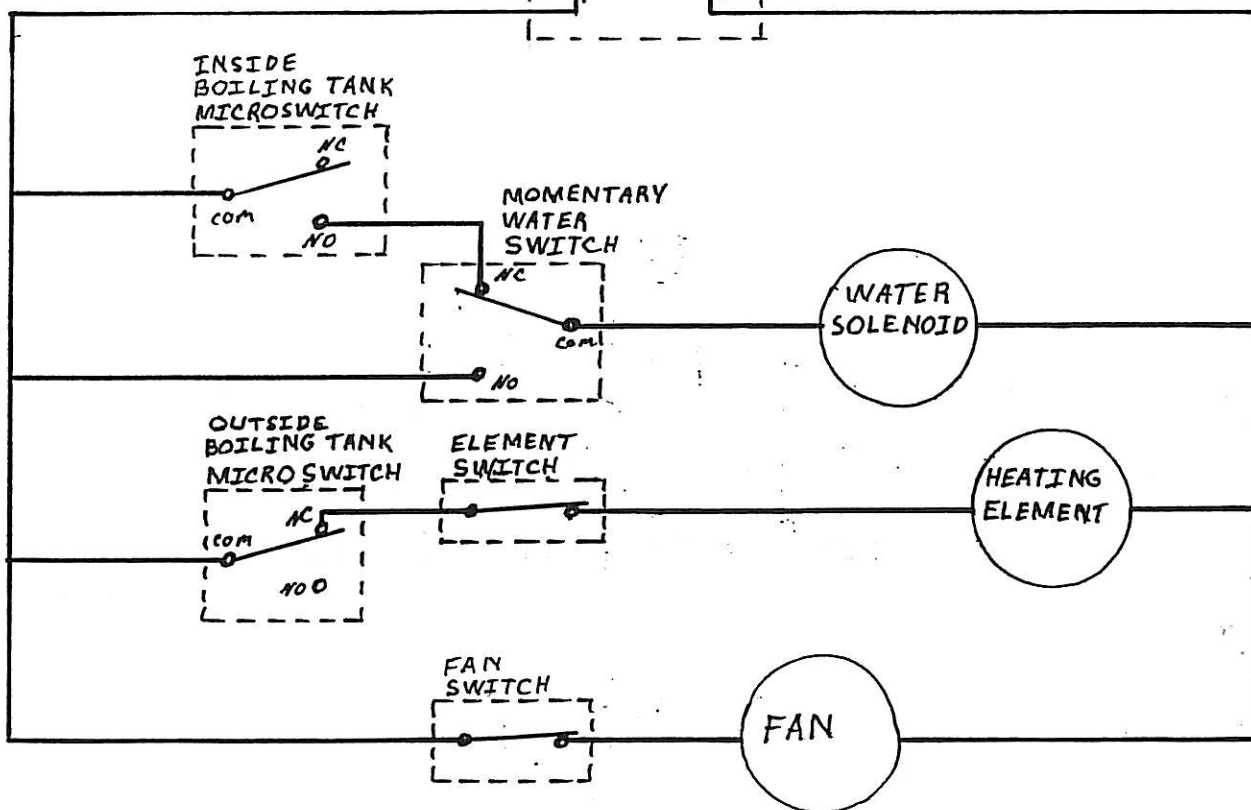 INSIDE
BOILING TANK
MICROSWITCH
NC
COM
NO
MOMENTARY
WATER
SWITCH
NC
COM
NO
WATER
SOLENOID
OUTSIDE
BOILING TANK
MICRO SWITCH
NC
COM
NO
ELEMENT
SWITCH
HEATING
ELEMENT
FAN
SWITCH
FAN